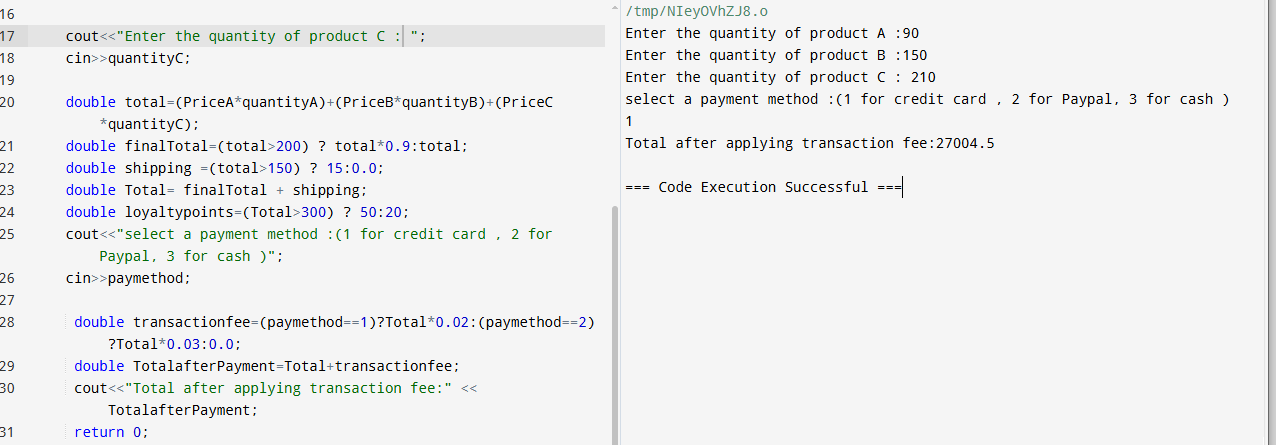 16
17 cout<<"Enter the quantity of product C : ";
18 cin>>quantityC;
19
20 double total=(PriceA*quantityA)+(PriceB*quantityB)+(PriceC
*quantityC);
21 double finalTotal=(total>200) ? total*0.9:total;
22 double shipping =(total>150) ? 15:0.0;
23 double Total= finalTotal + shipping;
24 double loyaltypoints=(Total>300) ? 50:20;
25 cout<<"select a payment method :(1 for credit card , 2 for
Paypal, 3 for cash )";
26 cin>>paymethod;
27
28 double transactionfee=(paymethod==1)?Total*0.02:(paymethod==2)
?Total*0.03:0.0;
29 double TotalafterPayment=Total+transactionfee;
30 cout<<"Total after applying transaction fee:" <<
TotalafterPayment;
31 return 0;
/tmp/NIeyOVhZJ8.o
Enter the quantity of product A :90
Enter the quantity of product B :150
Enter the quantity of product C : 210
select a payment method :(1 for credit card , 2 for Paypal, 3 for cash )
1
Total after applying transaction fee:27004.5
=== Code Execution Successful ===